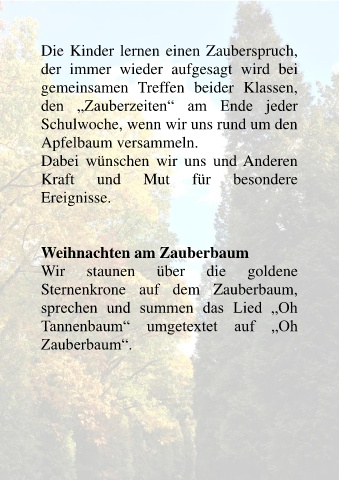 Die Kinder lernen einen Zauberspruch,
der immer wieder aufgesagt wird bei
gemeinsamen Treffen beider Klassen,
den „Zauberzeiten“ am Ende jeder
Schulwoche, wenn wir uns rund um den
Apfelbaum versammeln.
Dabei wünschen wir uns und Anderen
Kraft und Mut für besondere
Ereignisse.
Weihnachten am Zauberbaum
Wir staunen über die goldene
Sternenkrone auf dem Zauberbaum,
sprechen und summen das Lied „Oh
Tannenbaum“ umgetextet auf „Oh
Zauberbaum“.